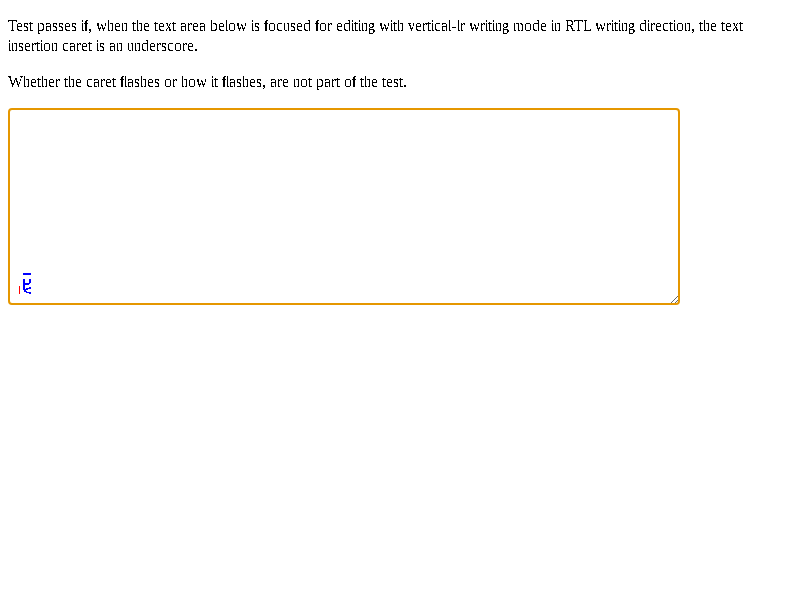 Test passes if, when the text area below is focused for editing with vertical-lr writing mode in RTL writing direction, the text
insertion caret is an underscore.
Whether the caret flashes or how it flashes, are not part of the test.